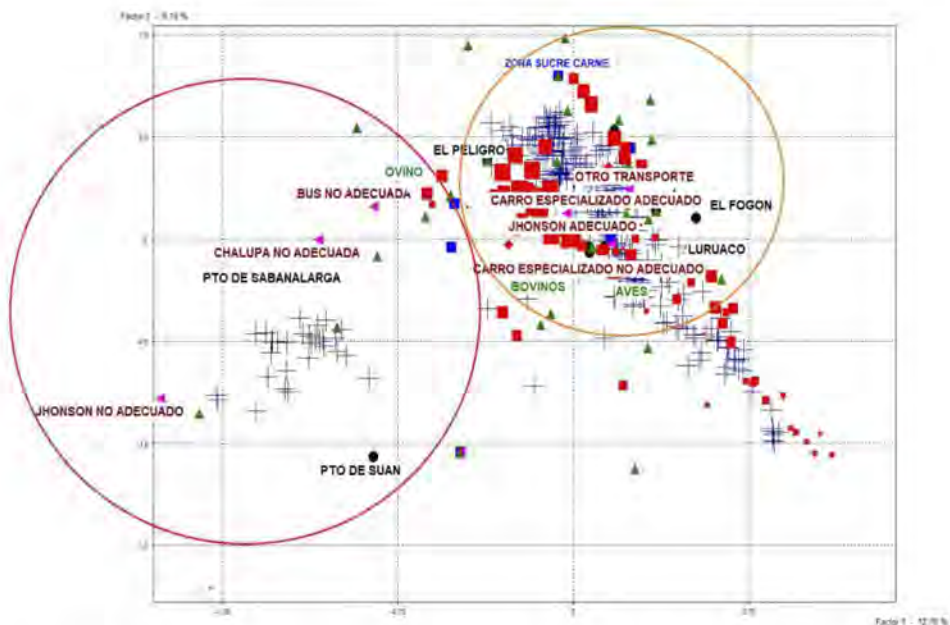 ZONA SUCRE CARNE
EL PELIGRO
OVINO
OTRO TRANSPORTE
BUS NO ADECUADA
CARRO ESPECIALIZADO ADECUADO
EL FOGON
JHONSON ADECUADO
CHALUPA NO ADECUADA
LURUACO
CARRO ESPECIALIZADO NO ADECUADO
PTO DE SABANALARGA
BOVINOS
AVES
JHONSON NO ADECUADO
PTO DE SUAN